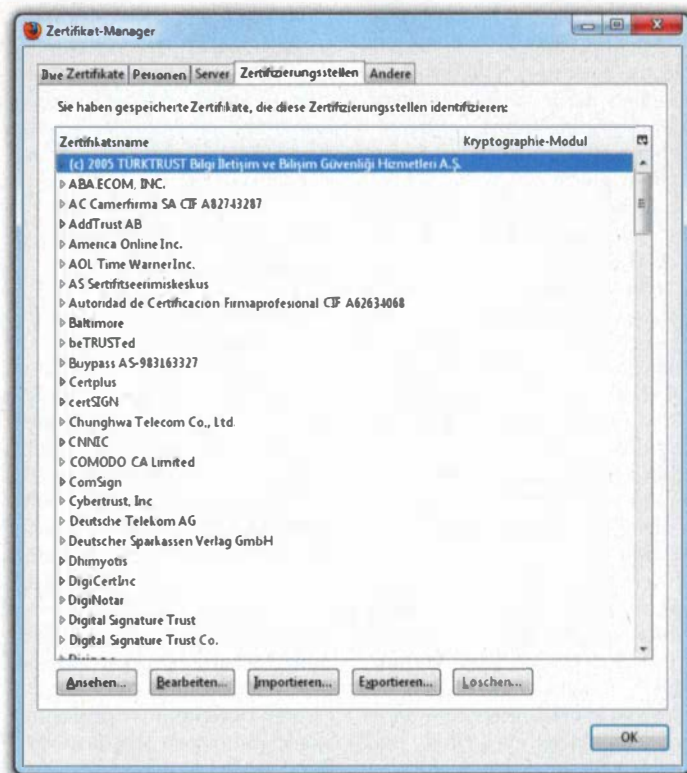 Zertifikat-Manager
Ihre Zertifikate Personen Server Zertifizierungsstellen Andere
Sie haben gespeicherte Zertifikate, die diese Zertifizierungsstellen identifizieren:
Zertifikatsname Kryptographie-Modul
(c) 2005 TÜRKTRUST Bilgi İletişim ve Bilişim Güvenliği Hizmetleri A.Ş.
ABA.ECOM, INC.
AC Camerfirma SA CIF A82743287
AddTrust AB
America Online Inc.
AOL Time Warner Inc.
AS Sertifitseerimiskeskus
Autoridad de Certificacion Firmaprofesional CIF A62634068
Baltimore
beTRUSTed
Buypass AS-983163327
Certplus
certSIGN
Chunghwa Telecom Co., Ltd.
CNNIC
COMODO CA Limited
ComSign
Cybertrust, Inc
Deutsche Telekom AG
Deutscher Sparkassen Verlag GmbH
Dhimyotis
DigiCert Inc
DigiNotar
Digital Signature Trust
Digital Signature Trust Co.
Ansehen... Bearbeiten... Importieren... Exportieren... Löschen...
OK